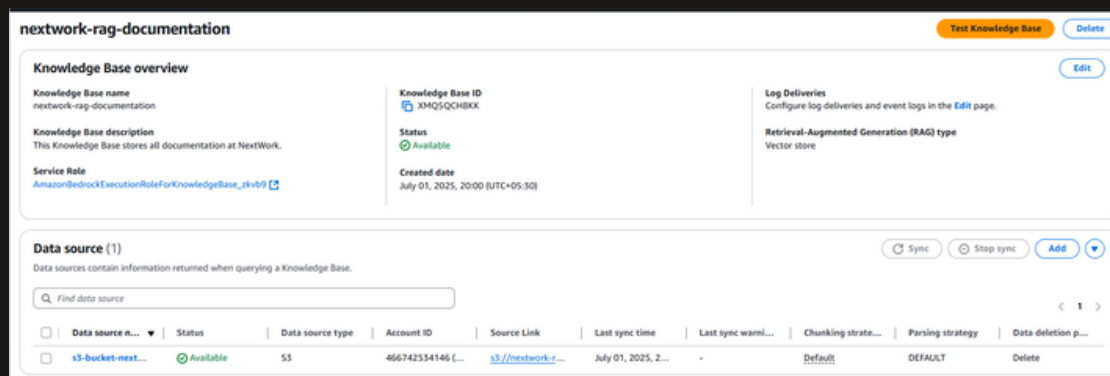 nextwork-rag-documentation
Test Knowledge Base
Delete
Knowledge Base overview
Edit
Knowledge Base name
nextwork-rag-documentation
Knowledge Base description
This Knowledge Base stores all documentation at NextWork.
Service Role
AmazonBedrockExecutionRoleForKnowledgeBase_zkvb9
Knowledge Base ID
XMQ5QCH8KK
Status
Available
Created date
July 01, 2025, 20:00 (UTC+05:30)
Log Deliveries
Configure log deliveries and event logs in the Edit page.
Retrieval-Augmented Generation (RAG) type
Vector store
Data source (1)
Sync
Stop sync
Add
Data sources contain information returned when querying a Knowledge Base.
Find data source
1
Data source n... Status Data source type Account ID Source Link Last sync time Last sync warni... Chunking strate... Parsing strategy Data deletion p...
s3-bucket-next... Available S3 466742534146 (... s3://nextwork-r... July 01, 2025, 2... - Default DEFAULT Delete